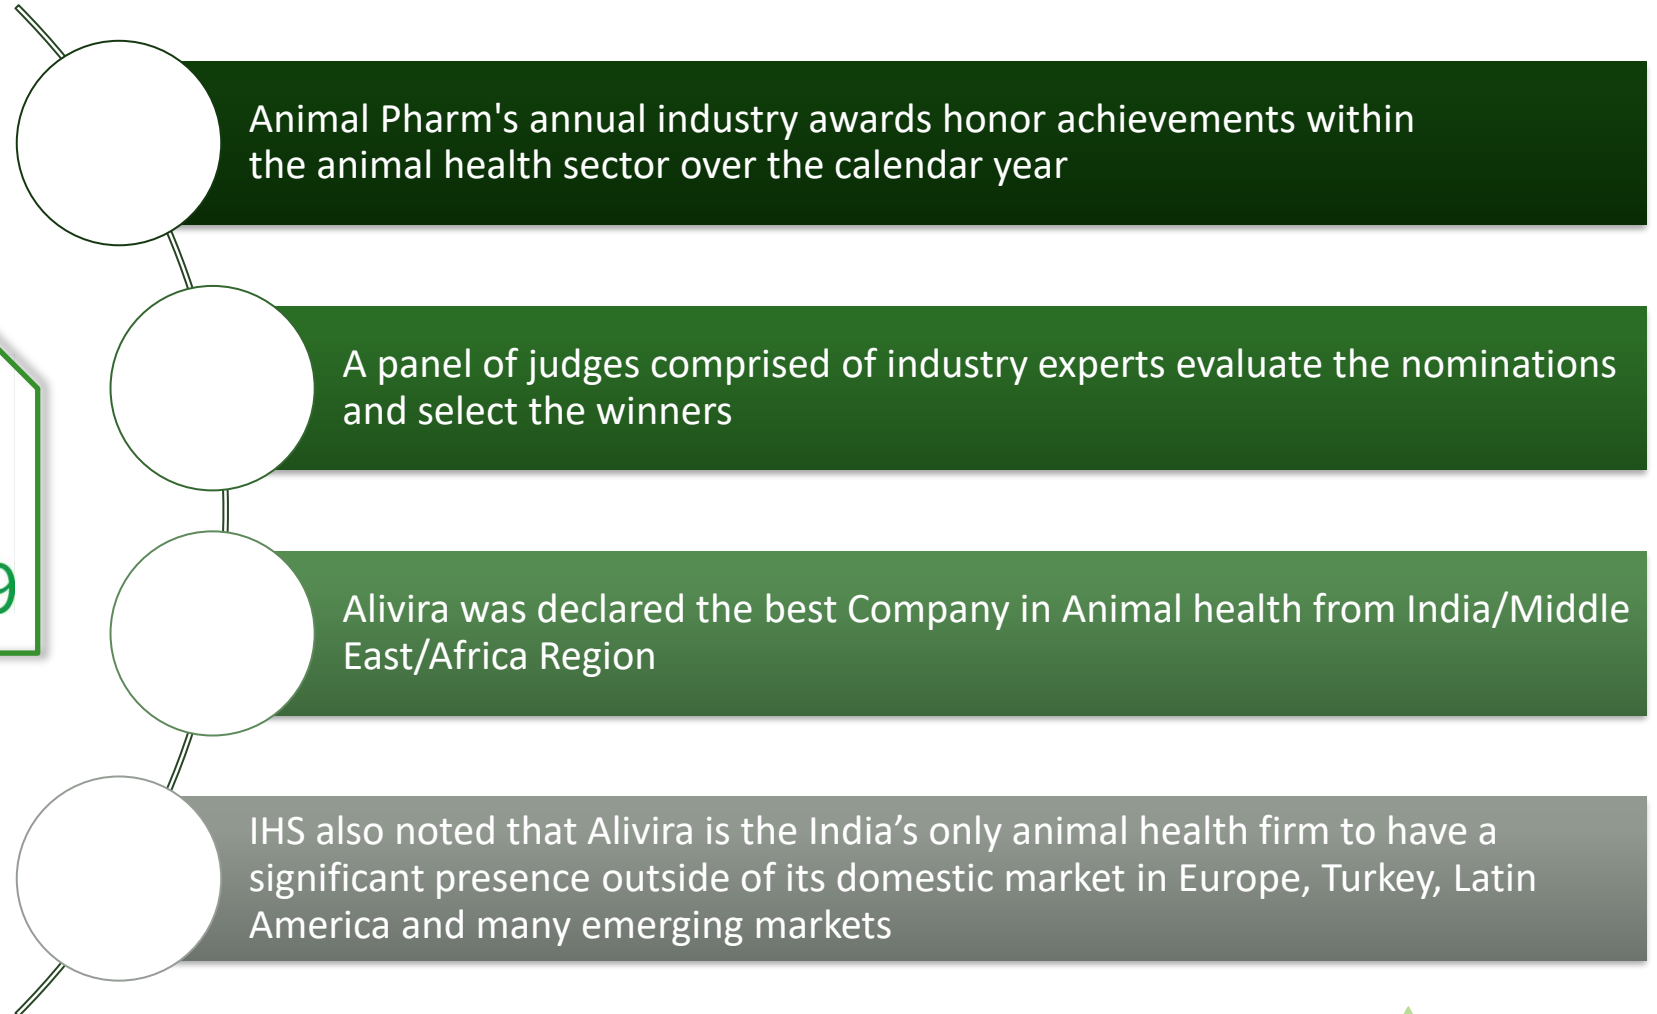 Animal Pharm's annual industry awards honor achievements within
the animal health sector over the calendar year
A panel of judges comprised of industry experts evaluate the nominations
and select the winners
9
Alivira was declared the best Company in Animal health from India/Middle
East/Africa Region
IHS also noted that Alivira is the India’s only animal health firm to have a
significant presence outside of its domestic market in Europe, Turkey, Latin
America and many emerging markets